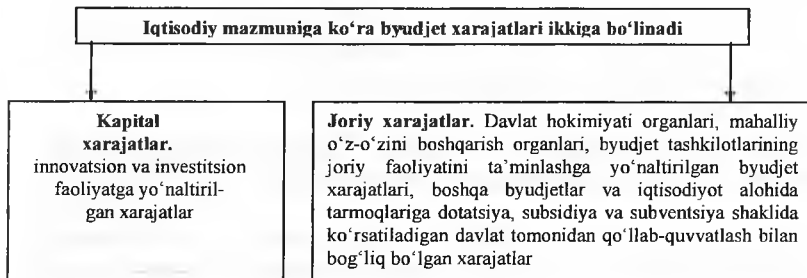 Iqtisodiy mazmuniga ko‘ra byudjet xarajatlari ikkiga bo‘linadi
Kapital
xarajatlar.
innovatsion va investitsion
faoliyatga yo‘naltiril-
gan xarajatlar
Joriy xarajatlar. Davlat hokimiyati organlari, mahalliy
o‘z-o‘zini boshqarish organlari, byudjet tashkilotlarining
joriy faoliyatini ta’minlashga yo‘naltirilgan byudjet
xarajatlari, boshqa byudjetlar va iqtisodiyot alohida
tarmoqlariga dotatsiya, subsidiya va subventsiya shaklida
ko‘rsatiladigan davlat tomonidan qo‘llab-quvvatlash bilan
bog‘liq bo‘lgan xarajatlar